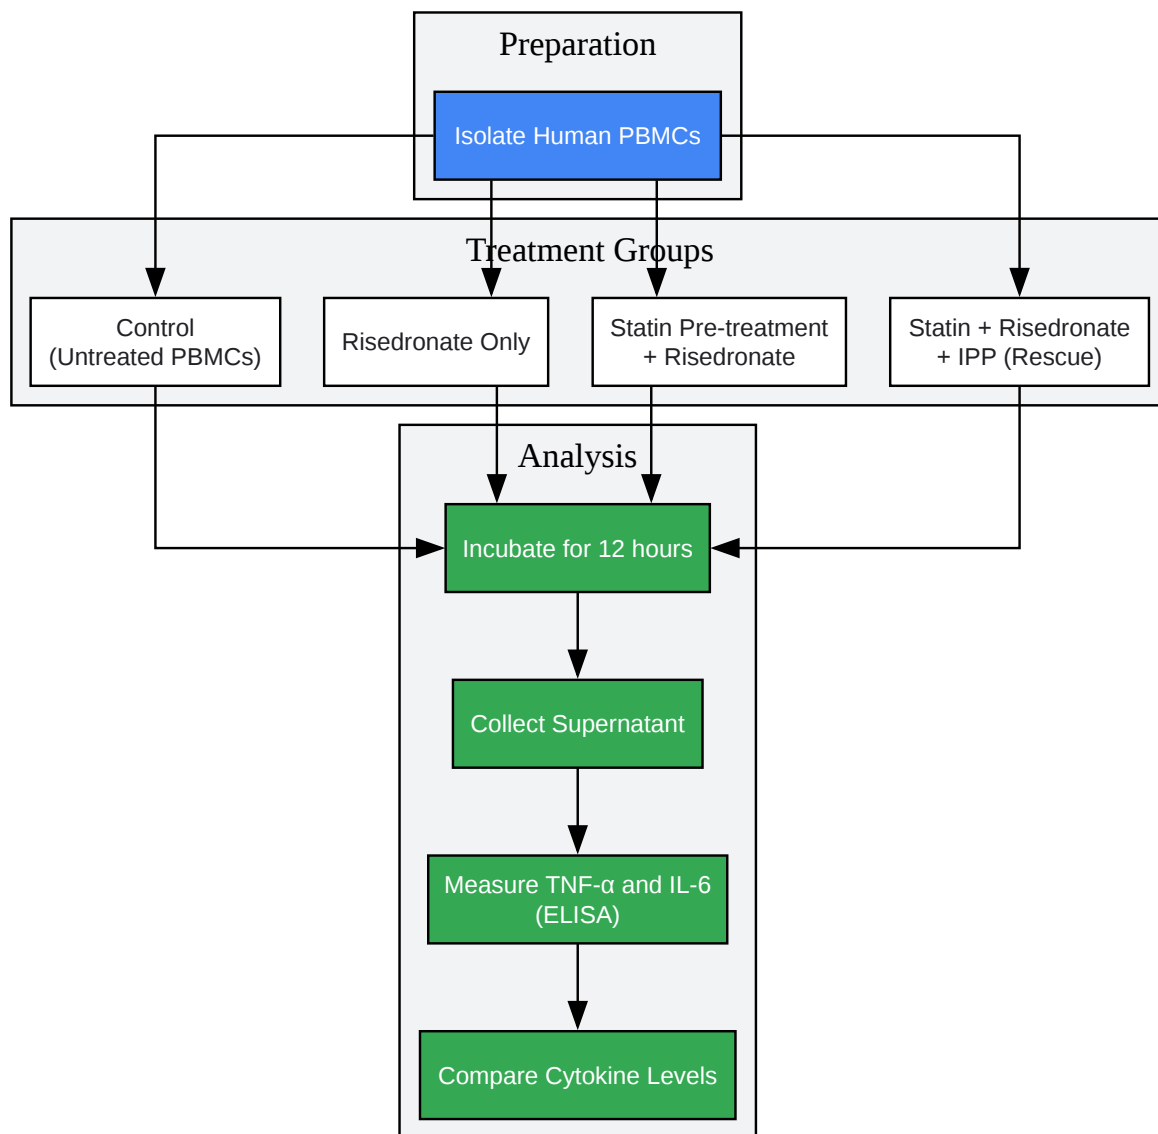 Preparation
Isolate Human PBMCs
Treatment Groups
Control
(Untreated PBMCs)
Risedronate Only
Statin Pre-treatment
+ Risedronate
Statin + Risedronate
+ IPP (Rescue)
Analysis
Incubate for 12 hours
Collect Supernatant
Measure TNF-α and IL-6
(ELISA)
Compare Cytokine Levels